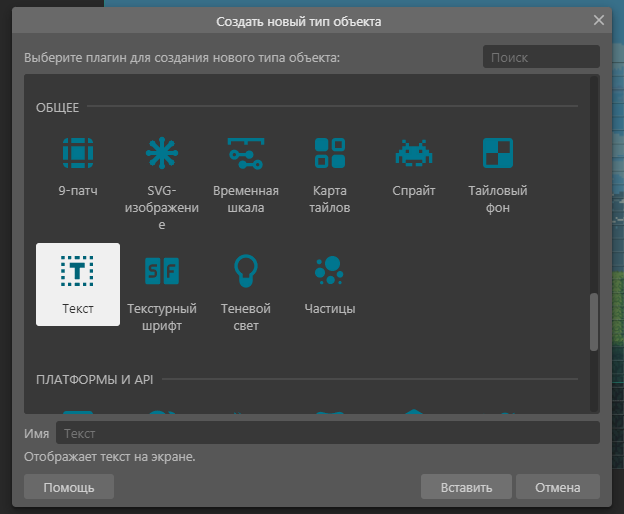 Создать новый тип объекта
Выберите плагин для создания нового типа объекта:
Поиск
ОБЩЕЕ
9-патч
SVG-
изображени
е
Временная
шкала
Карта
тайлов
Спрайт
Тайловый
фон
Текст
Текстурный
шрифт
Теневой
свет
Частицы
ПЛАТФОРМЫ И API
Имя
Текст
Отображает текст на экране.
Помощь
Вставить
Отмена